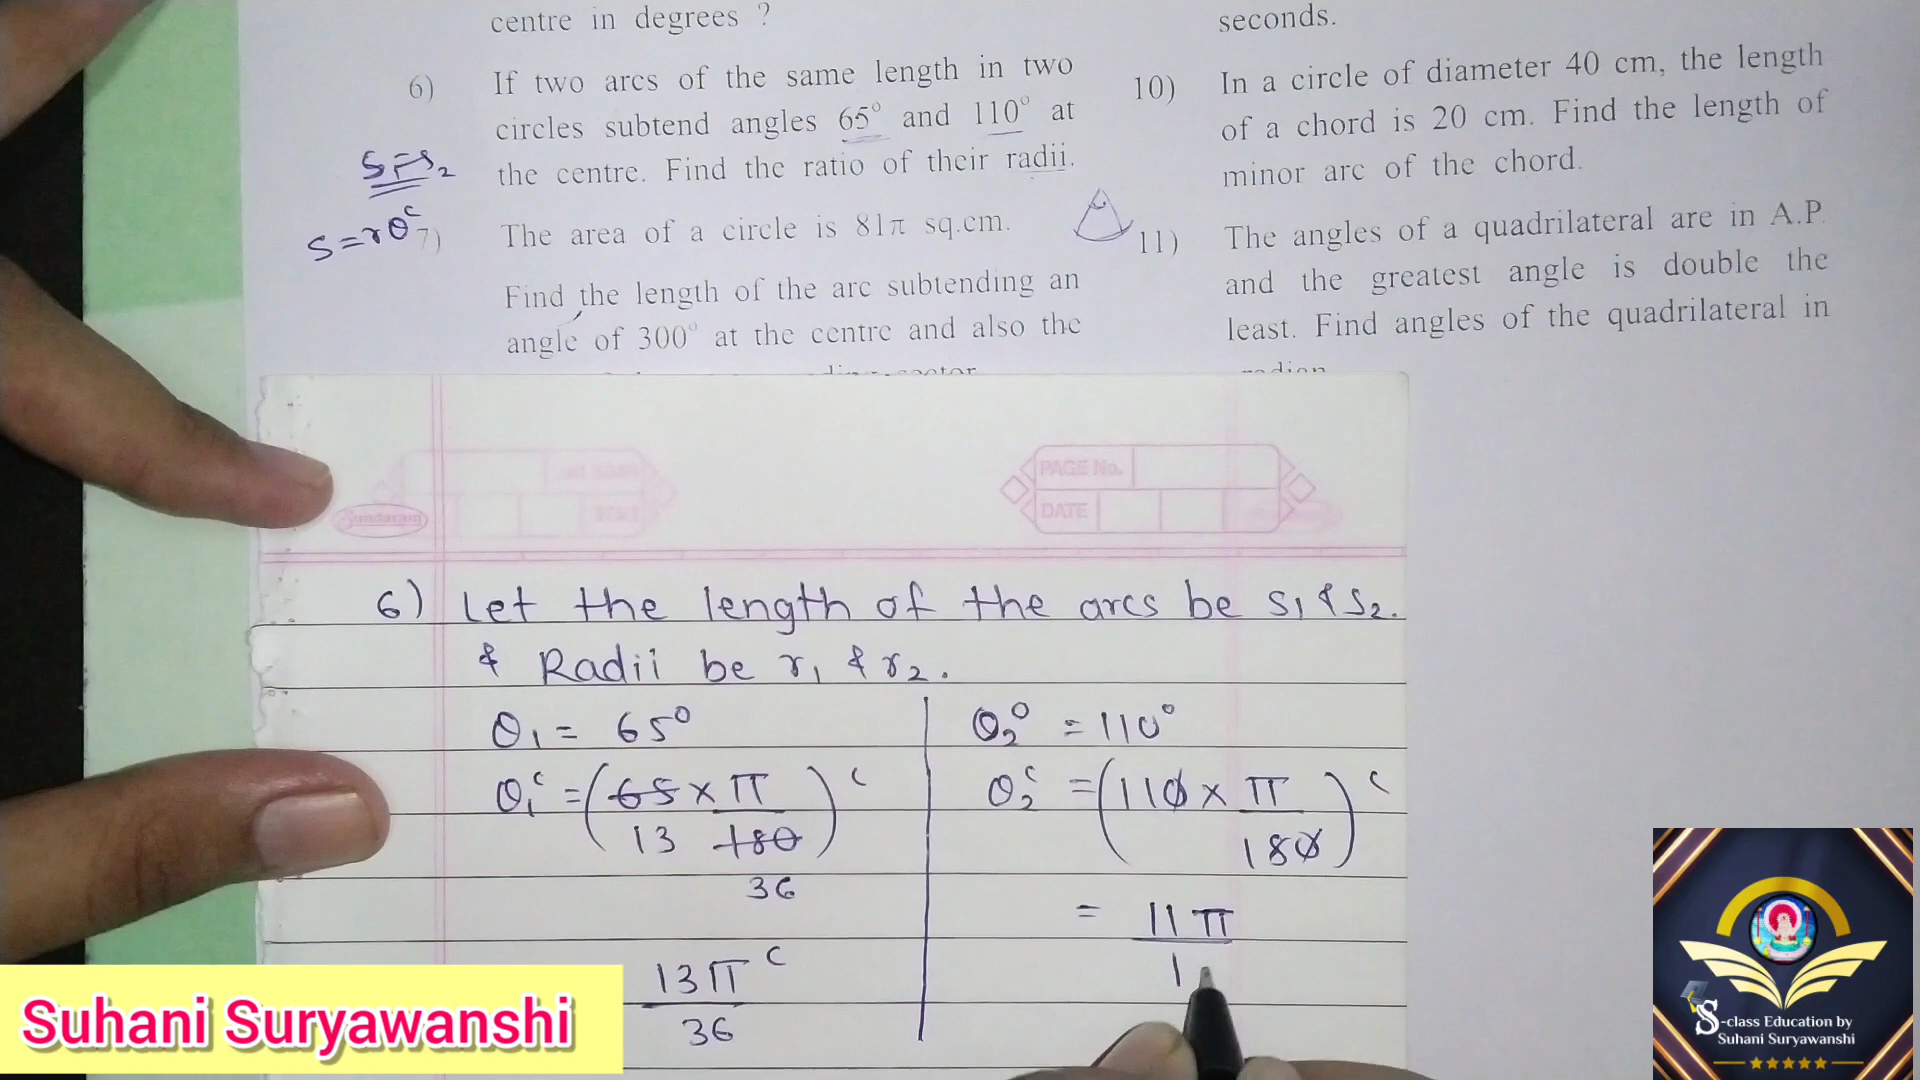 centre in degrees ?
6) If two arcs of the same length in two
circles subtend angles 65° and 110° at
the centre. Find the ratio of their radii.
S=S₂
S=rθᶜ
7) The area of a circle is 81π sq.cm.
Find the length of the arc subtending an
angle of 300° at the centre and also the
sector
seconds.
10) In a circle of diameter 40 cm, the length
of a chord is 20 cm. Find the length of
minor arc of the chord.
11) The angles of a quadrilateral are in A.P.
and the greatest angle is double the
least. Find angles of the quadrilateral in
radian
Sundaram
PAGE No.
DATE
6) Let the length of the arcs be s₁ & s₂.
& Radii be r₁ & r₂.
θ₁ = 65°
θ₁ᶜ = (65 × π
13 180)ᶜ
36
13πᶜ
36
θ₂° = 110°
θ₂ᶜ = (110 × π
180)ᶜ
= 11π
1
Suhani Suryawanshi
S-class Education by
Suhani Suryawanshi